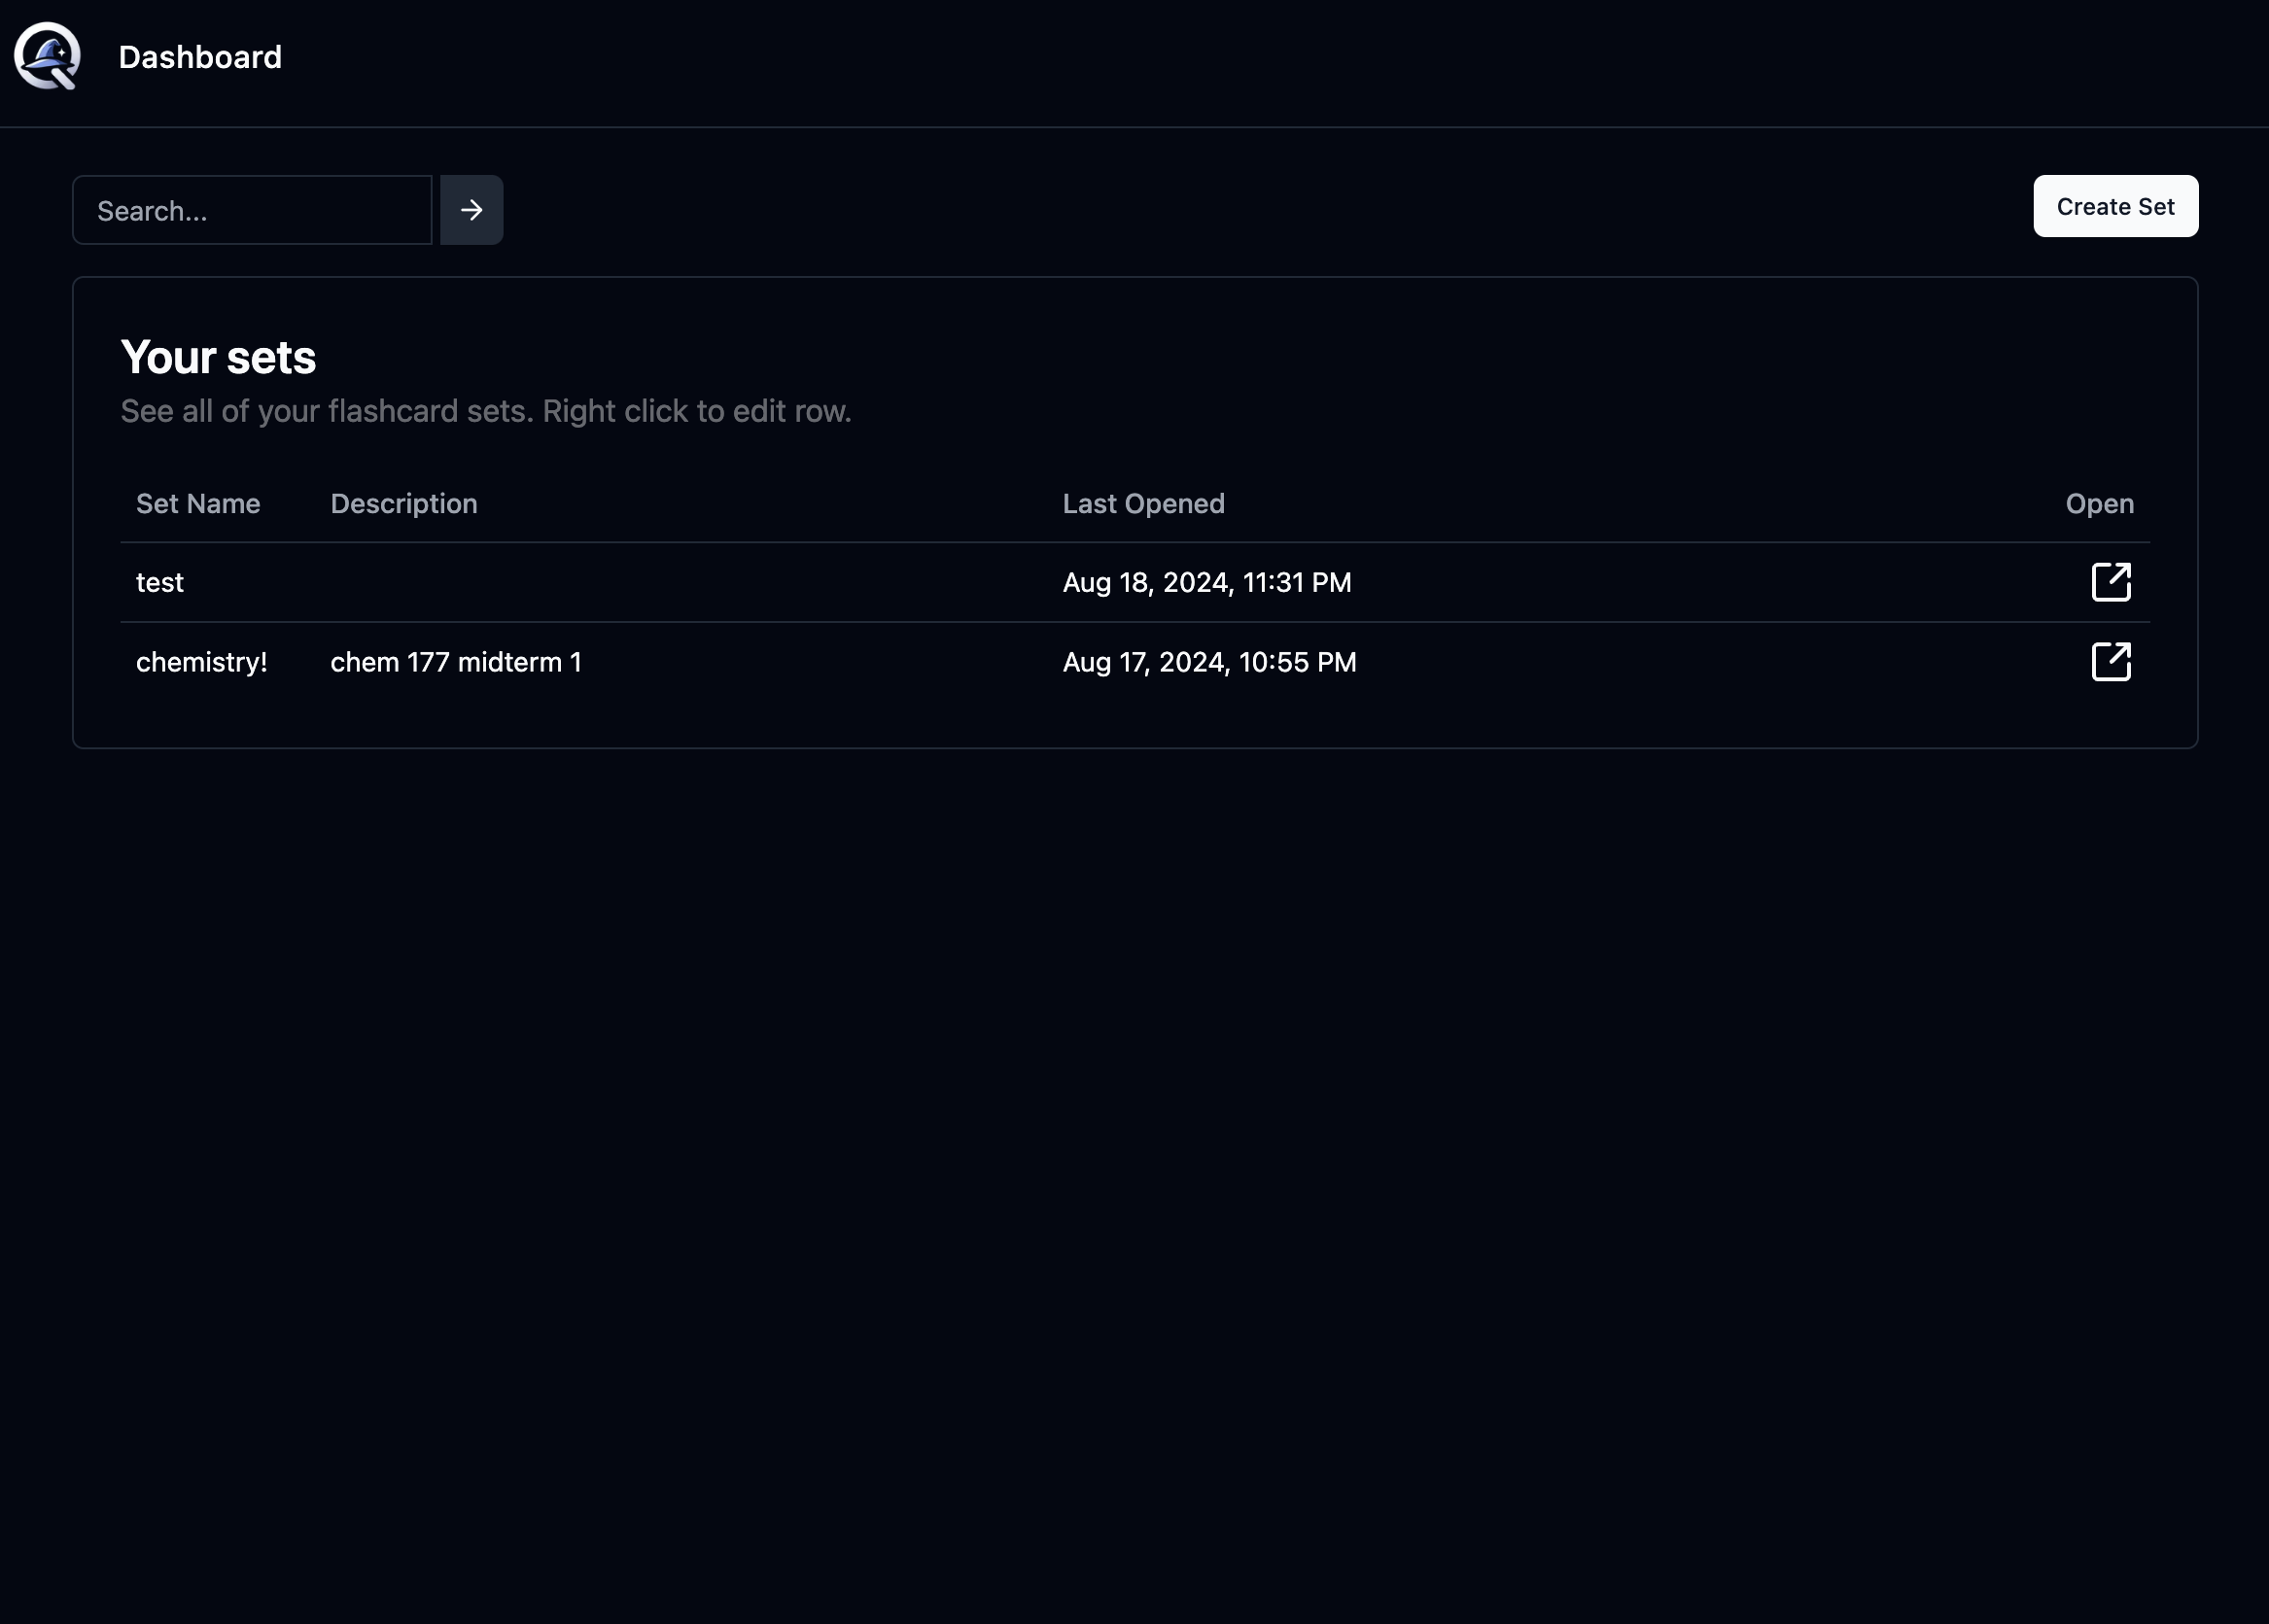 Dashboard
Search...
Create Set
Your sets
See all of your flashcard sets. Right click to edit row.
Set Name Description Last Opened Open
test Aug 18, 2024, 11:31 PM
chemistry! chem 177 midterm 1 Aug 17, 2024, 10:55 PM